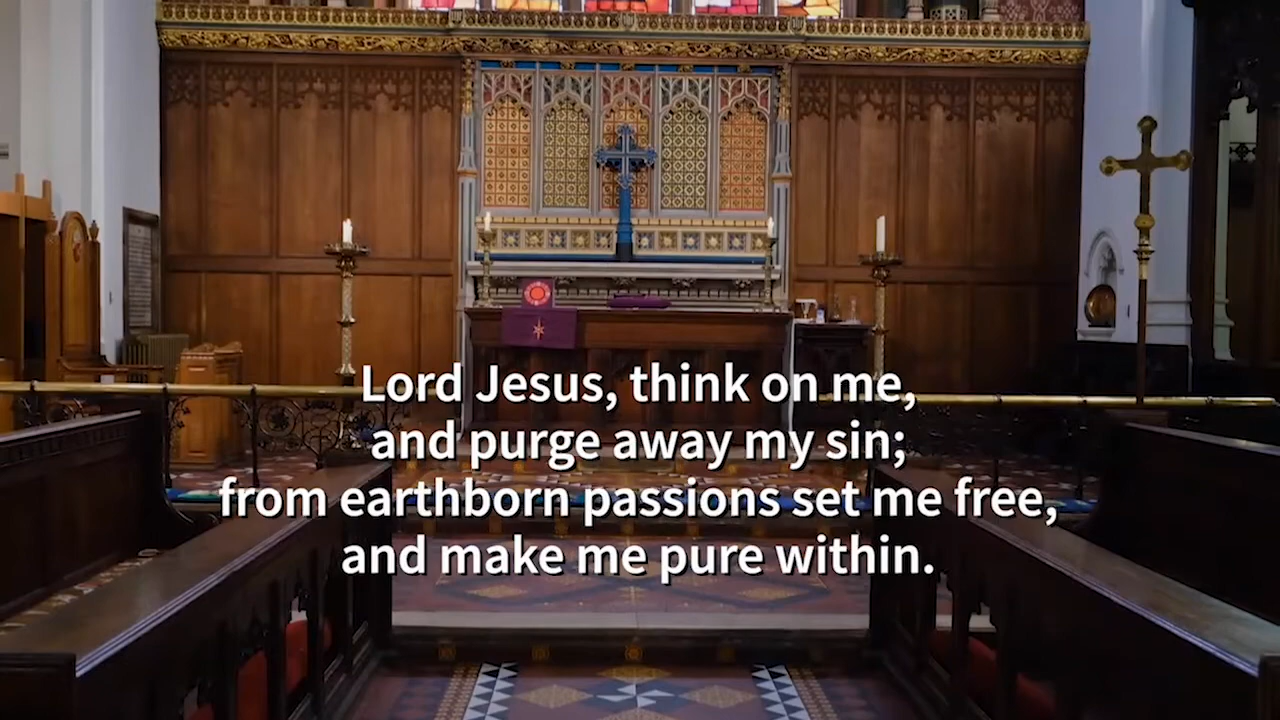 Lord Jesus, think on me,
and purge away my sin;
from earthborn passions set me free,
and make me pure within.